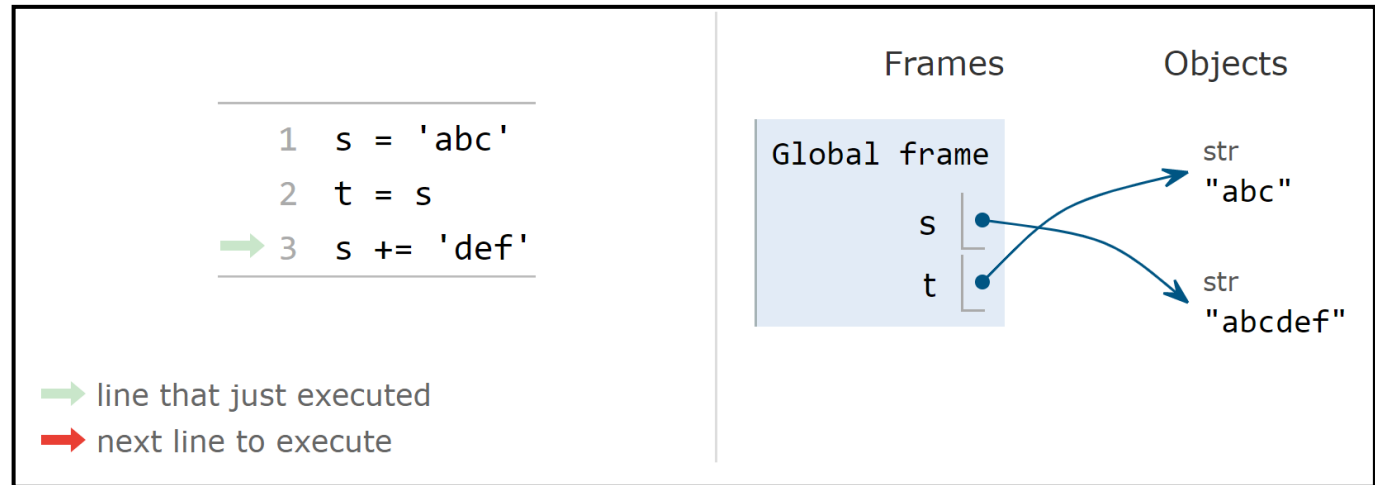 1 s = 'abc'
2 t = s
3 s += 'def'
line that just executed
next line to execute
Frames Objects
Global frame
s
t
str
"abc"
str
"abcdef"